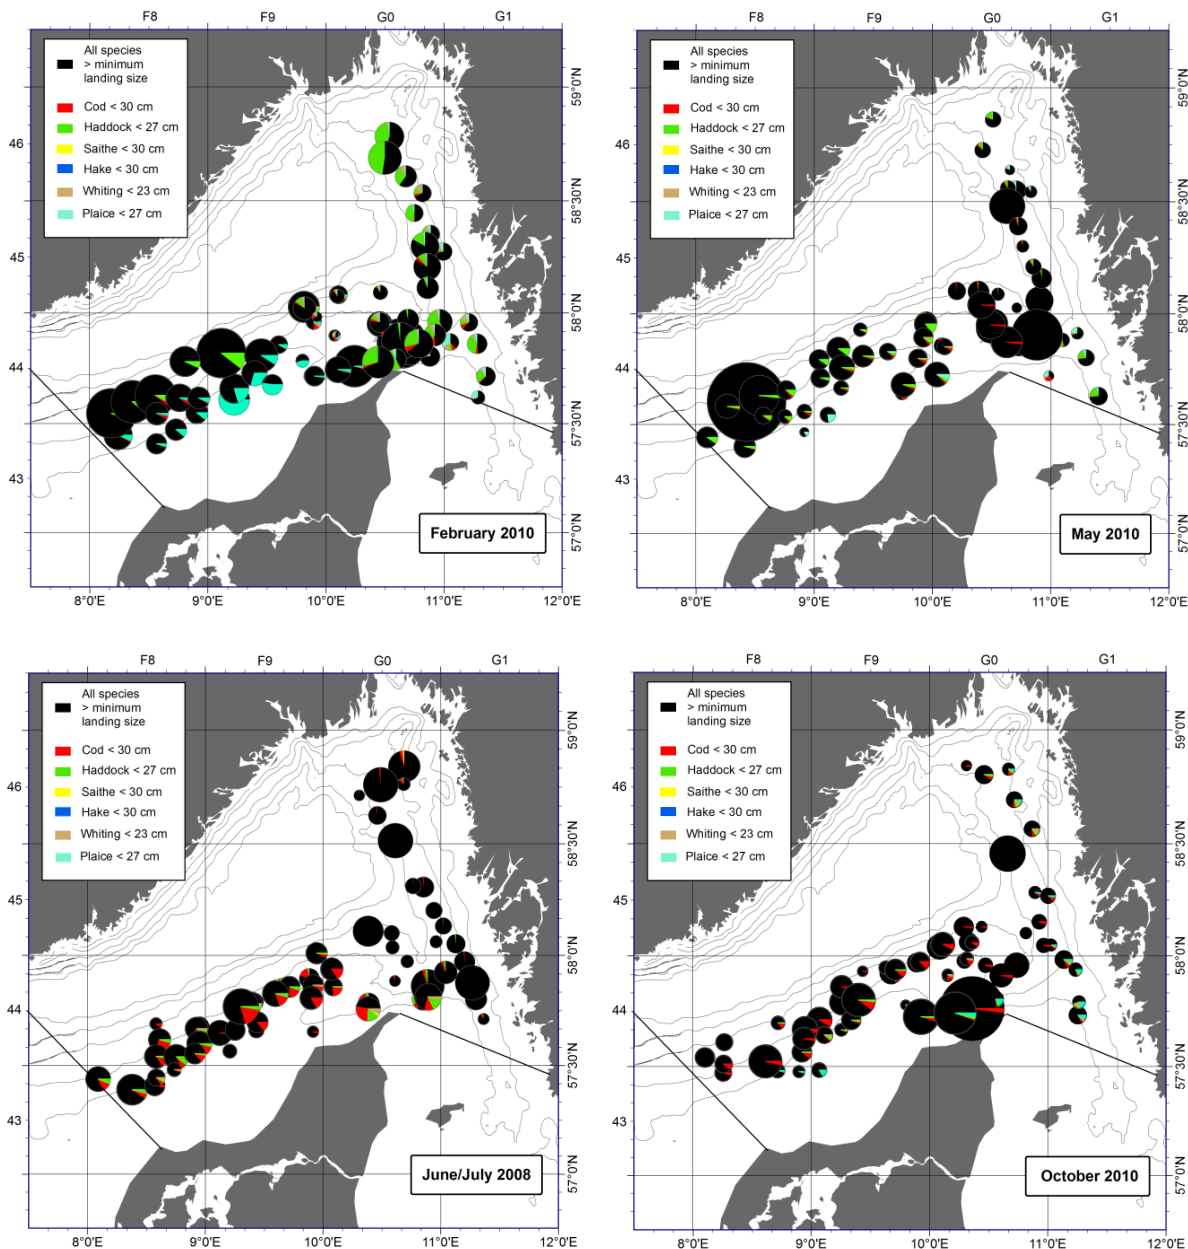 F8 F9 G0 G1
All species
> minimum
landing size
Cod < 30 cm
Haddock < 27 cm
Saithe < 30 cm
Hake < 30 cm
Whiting < 23 cm
Plaice < 27 cm
46
45
44
43
59°0'N
58°30'N
58°0'N
57°30'N
57°0'N
February 2010
8°0'E 9°0'E 10°0'E 11°0'E 12°0'E
F8 F9 G0 G1
All species
> minimum
landing size
Cod < 30 cm
Haddock < 27 cm
Saithe < 30 cm
Hake < 30 cm
Whiting < 23 cm
Plaice < 27 cm
46
45
44
43
59°0'N
58°30'N
58°0'N
57°30'N
57°0'N
May 2010
8°0'E 9°0'E 10°0'E 11°0'E 12°0'E
F8 F9 G0 G1
All species
> minimum
landing size
Cod < 30 cm
Haddock < 27 cm
Saithe < 30 cm
Hake < 30 cm
Whiting < 23 cm
Plaice < 27 cm
46
45
44
43
59°0'N
58°30'N
58°0'N
57°30'N
57°0'N
June/July 2008
8°0'E 9°0'E 10°0'E 11°0'E 12°0'E
F8 F9 G0 G1
All species
> minimum
landing size
Cod < 30 cm
Haddock < 27 cm
Saithe < 30 cm
Hake < 30 cm
Whiting < 23 cm
Plaice < 27 cm
46
45
44
43
59°0'N
58°30'N
58°0'N
57°30'N
57°0'N
October 2010
8°0'E 9°0'E 10°0'E 11°0'E 12°0'E